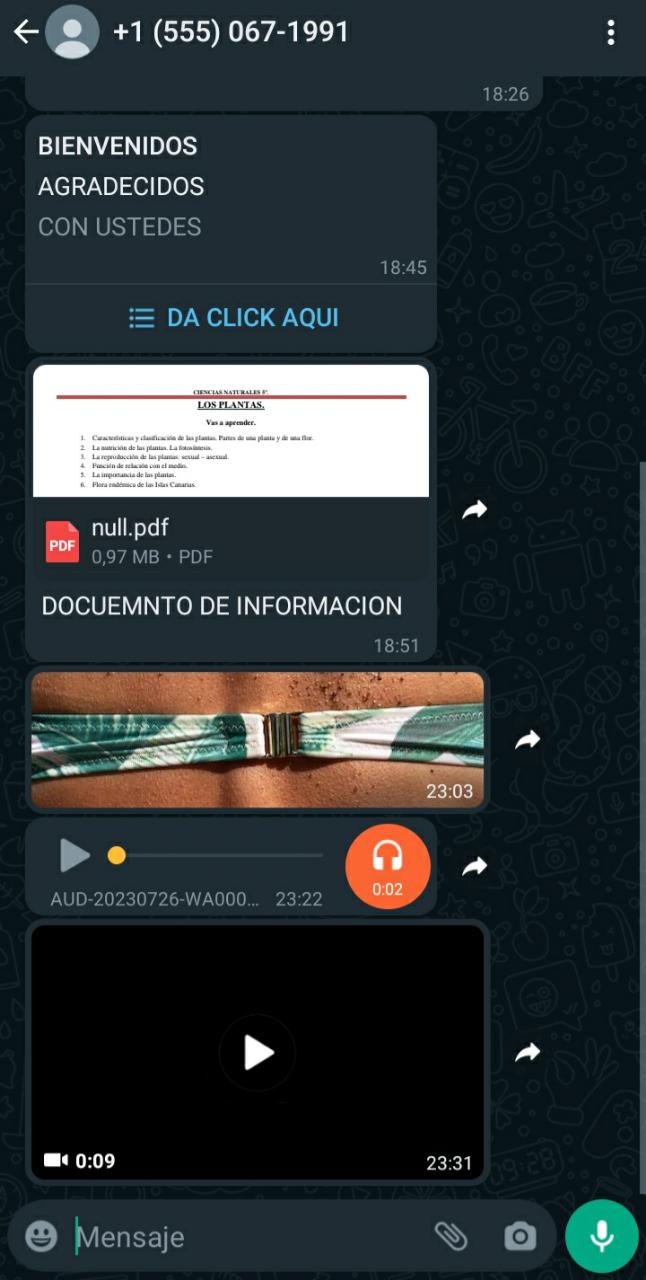 +1 (555) 067-1991
18:26
BIENVENIDOS
AGRADECIDOS
CON USTEDES
18:45
DA CLICK AQUI
CIENCIAS NATURALES 5º.
LOS PLANTAS.
Vas a aprender.
1. Características y clasificación de las plantas. Partes de una planta y de una flor.
2. La nutrición de las plantas. La fotosíntesis.
3. La reproducción de las plantas: sexual – asexual.
4. Función de relación con el medio.
5. La importancia de las plantas.
6. Flora endémica de las Islas Canarias.
PDF
null.pdf
0,97 MB • PDF
DOCUEMNTO DE INFORMACION
18:51
23:03
0:02
AUD-20230726-WA000... 23:22
0:09
23:31
Mensaje